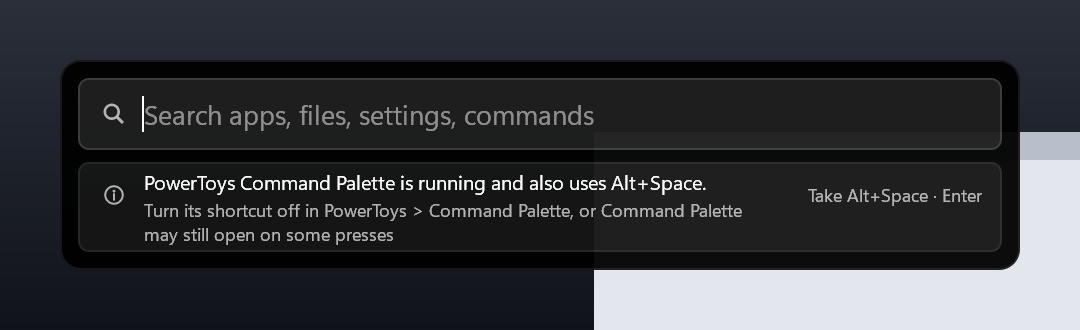 Search apps, files, settings, commands
PowerToys Command Palette is running and also uses Alt+Space.
Turn its shortcut off in PowerToys > Command Palette, or Command Palette
may still open on some presses
Take Alt+Space · Enter